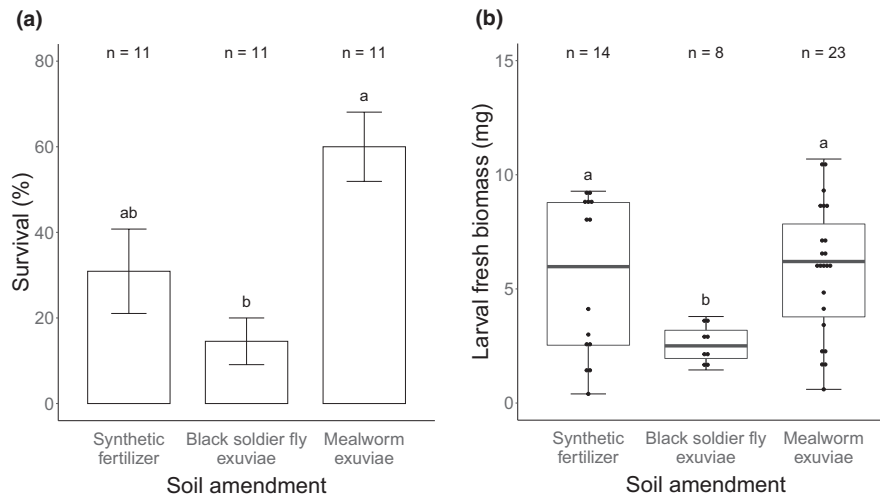 (a)
n = 11 n = 11 n = 11
80
60
40
20
0
Survival (%)
ab
b
a
Synthetic fertilizer
Black soldier fly exuviae
Mealworm exuviae
Soil amendment
(b)
n = 14 n = 8 n = 23
15
10
5
0
Larval fresh biomass (mg)
a
b
a
Synthetic fertilizer
Black soldier fly exuviae
Mealworm exuviae
Soil amendment